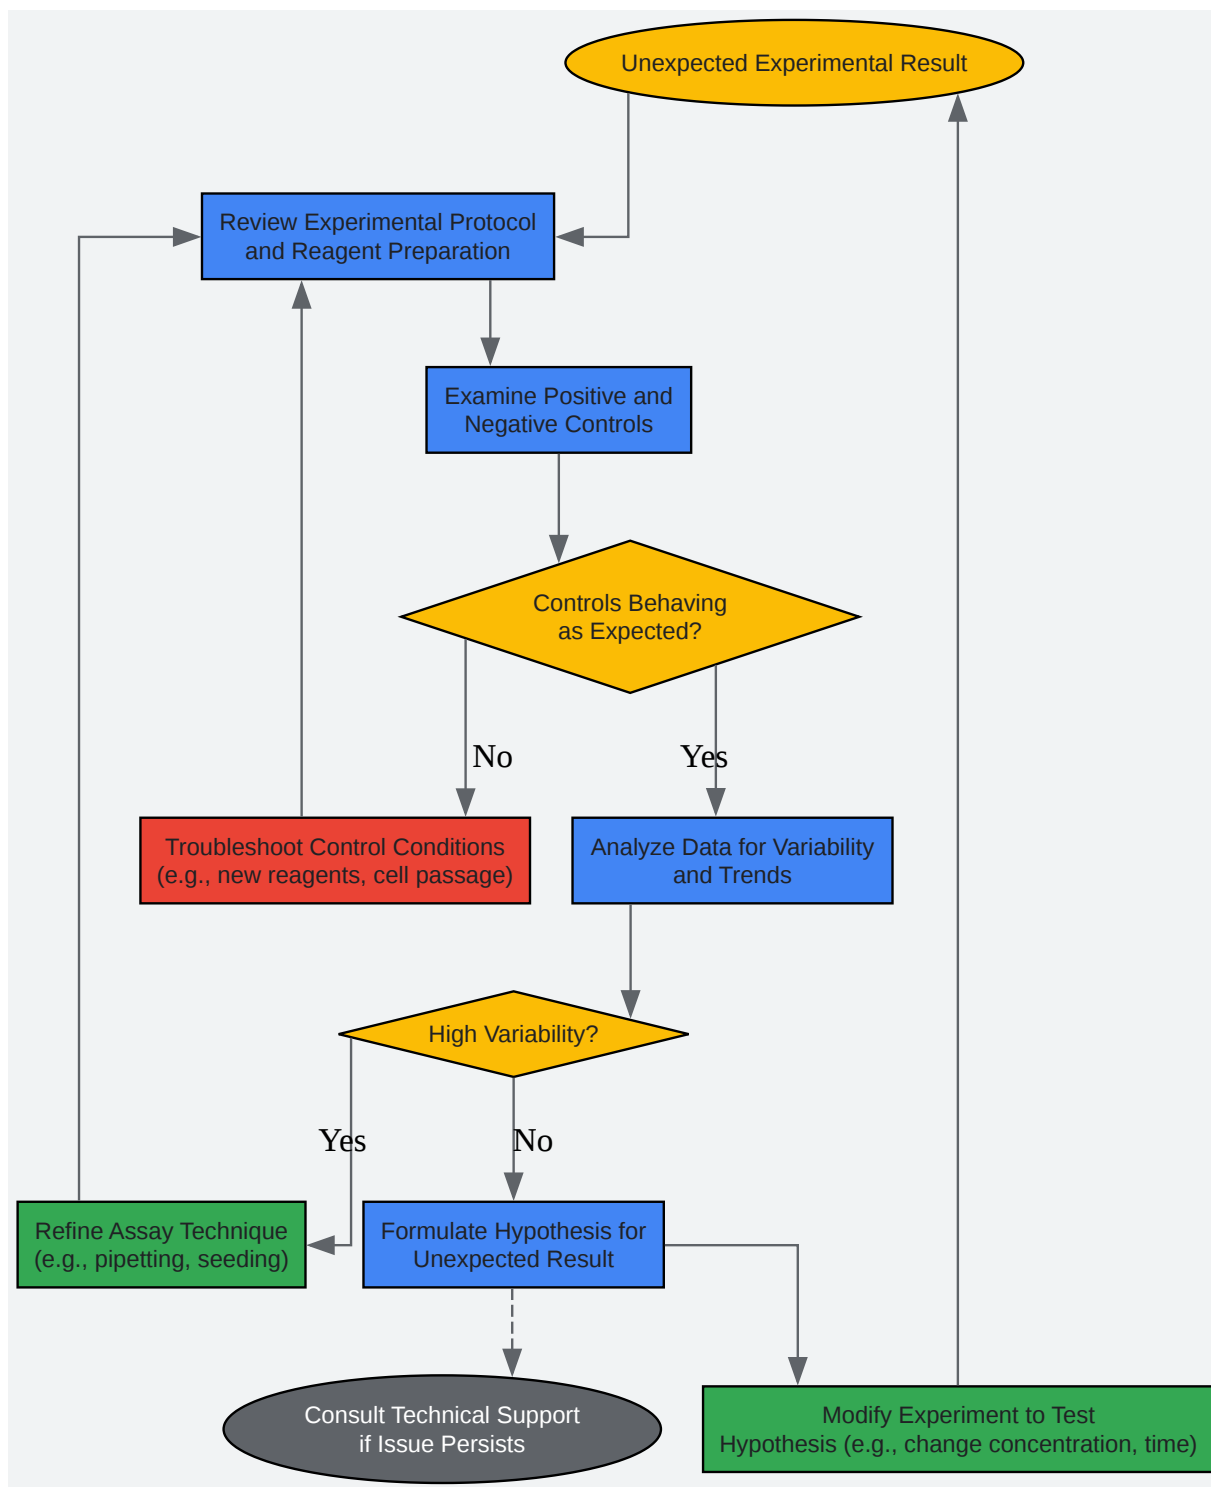 Unexpected Experimental Result
Review Experimental Protocol
and Reagent Preparation
Examine Positive and
Negative Controls
Controls Behaving
as Expected?
No
Yes
Troubleshoot Control Conditions
(e.g., new reagents, cell passage)
Analyze Data for Variability
and Trends
High Variability?
Yes
No
Refine Assay Technique
(e.g., pipetting, seeding)
Formulate Hypothesis for
Unexpected Result
Consult Technical Support
if Issue Persists
Modify Experiment to Test
Hypothesis (e.g., change concentration, time)